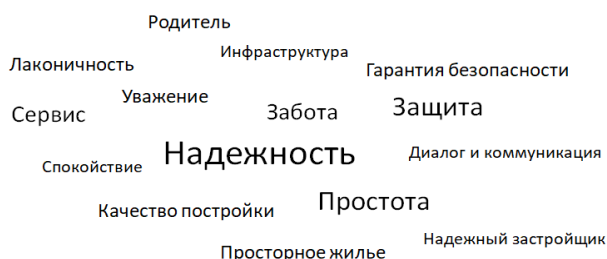 Родитель
Инфраструктура
Лаконичность
Гарантия безопасности
Уважение
Защита
Забота
Сервис
Надежность
Диалог и коммуникация
Спокойствие
Простота
Качество постройки
Надежный застройщик
Просторное жилье